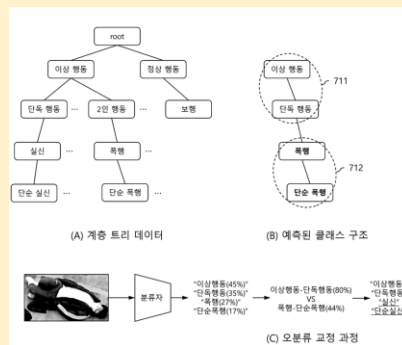 root
이상 행동
정상 행동
단독 행동 ... 2인 행동 ... 보행
실신
폭행
단순 실신 ... 단순 폭행 ...
(A) 계층 트리 데이터
이상 행동
711
단독 행동
폭행
712
단순 폭행
(B) 예측된 클래스 구조
분류자
"이상행동(45%)"
"단독행동(35%)"
"폭행(27%)"
"단순폭행(17%)"
이상행동-단독행동(80%)
VS
폭행-단순폭행(44%)
"이상행동"
"단독행동"
"실신"
"단순실신"
(C) 오분류 교정 과정